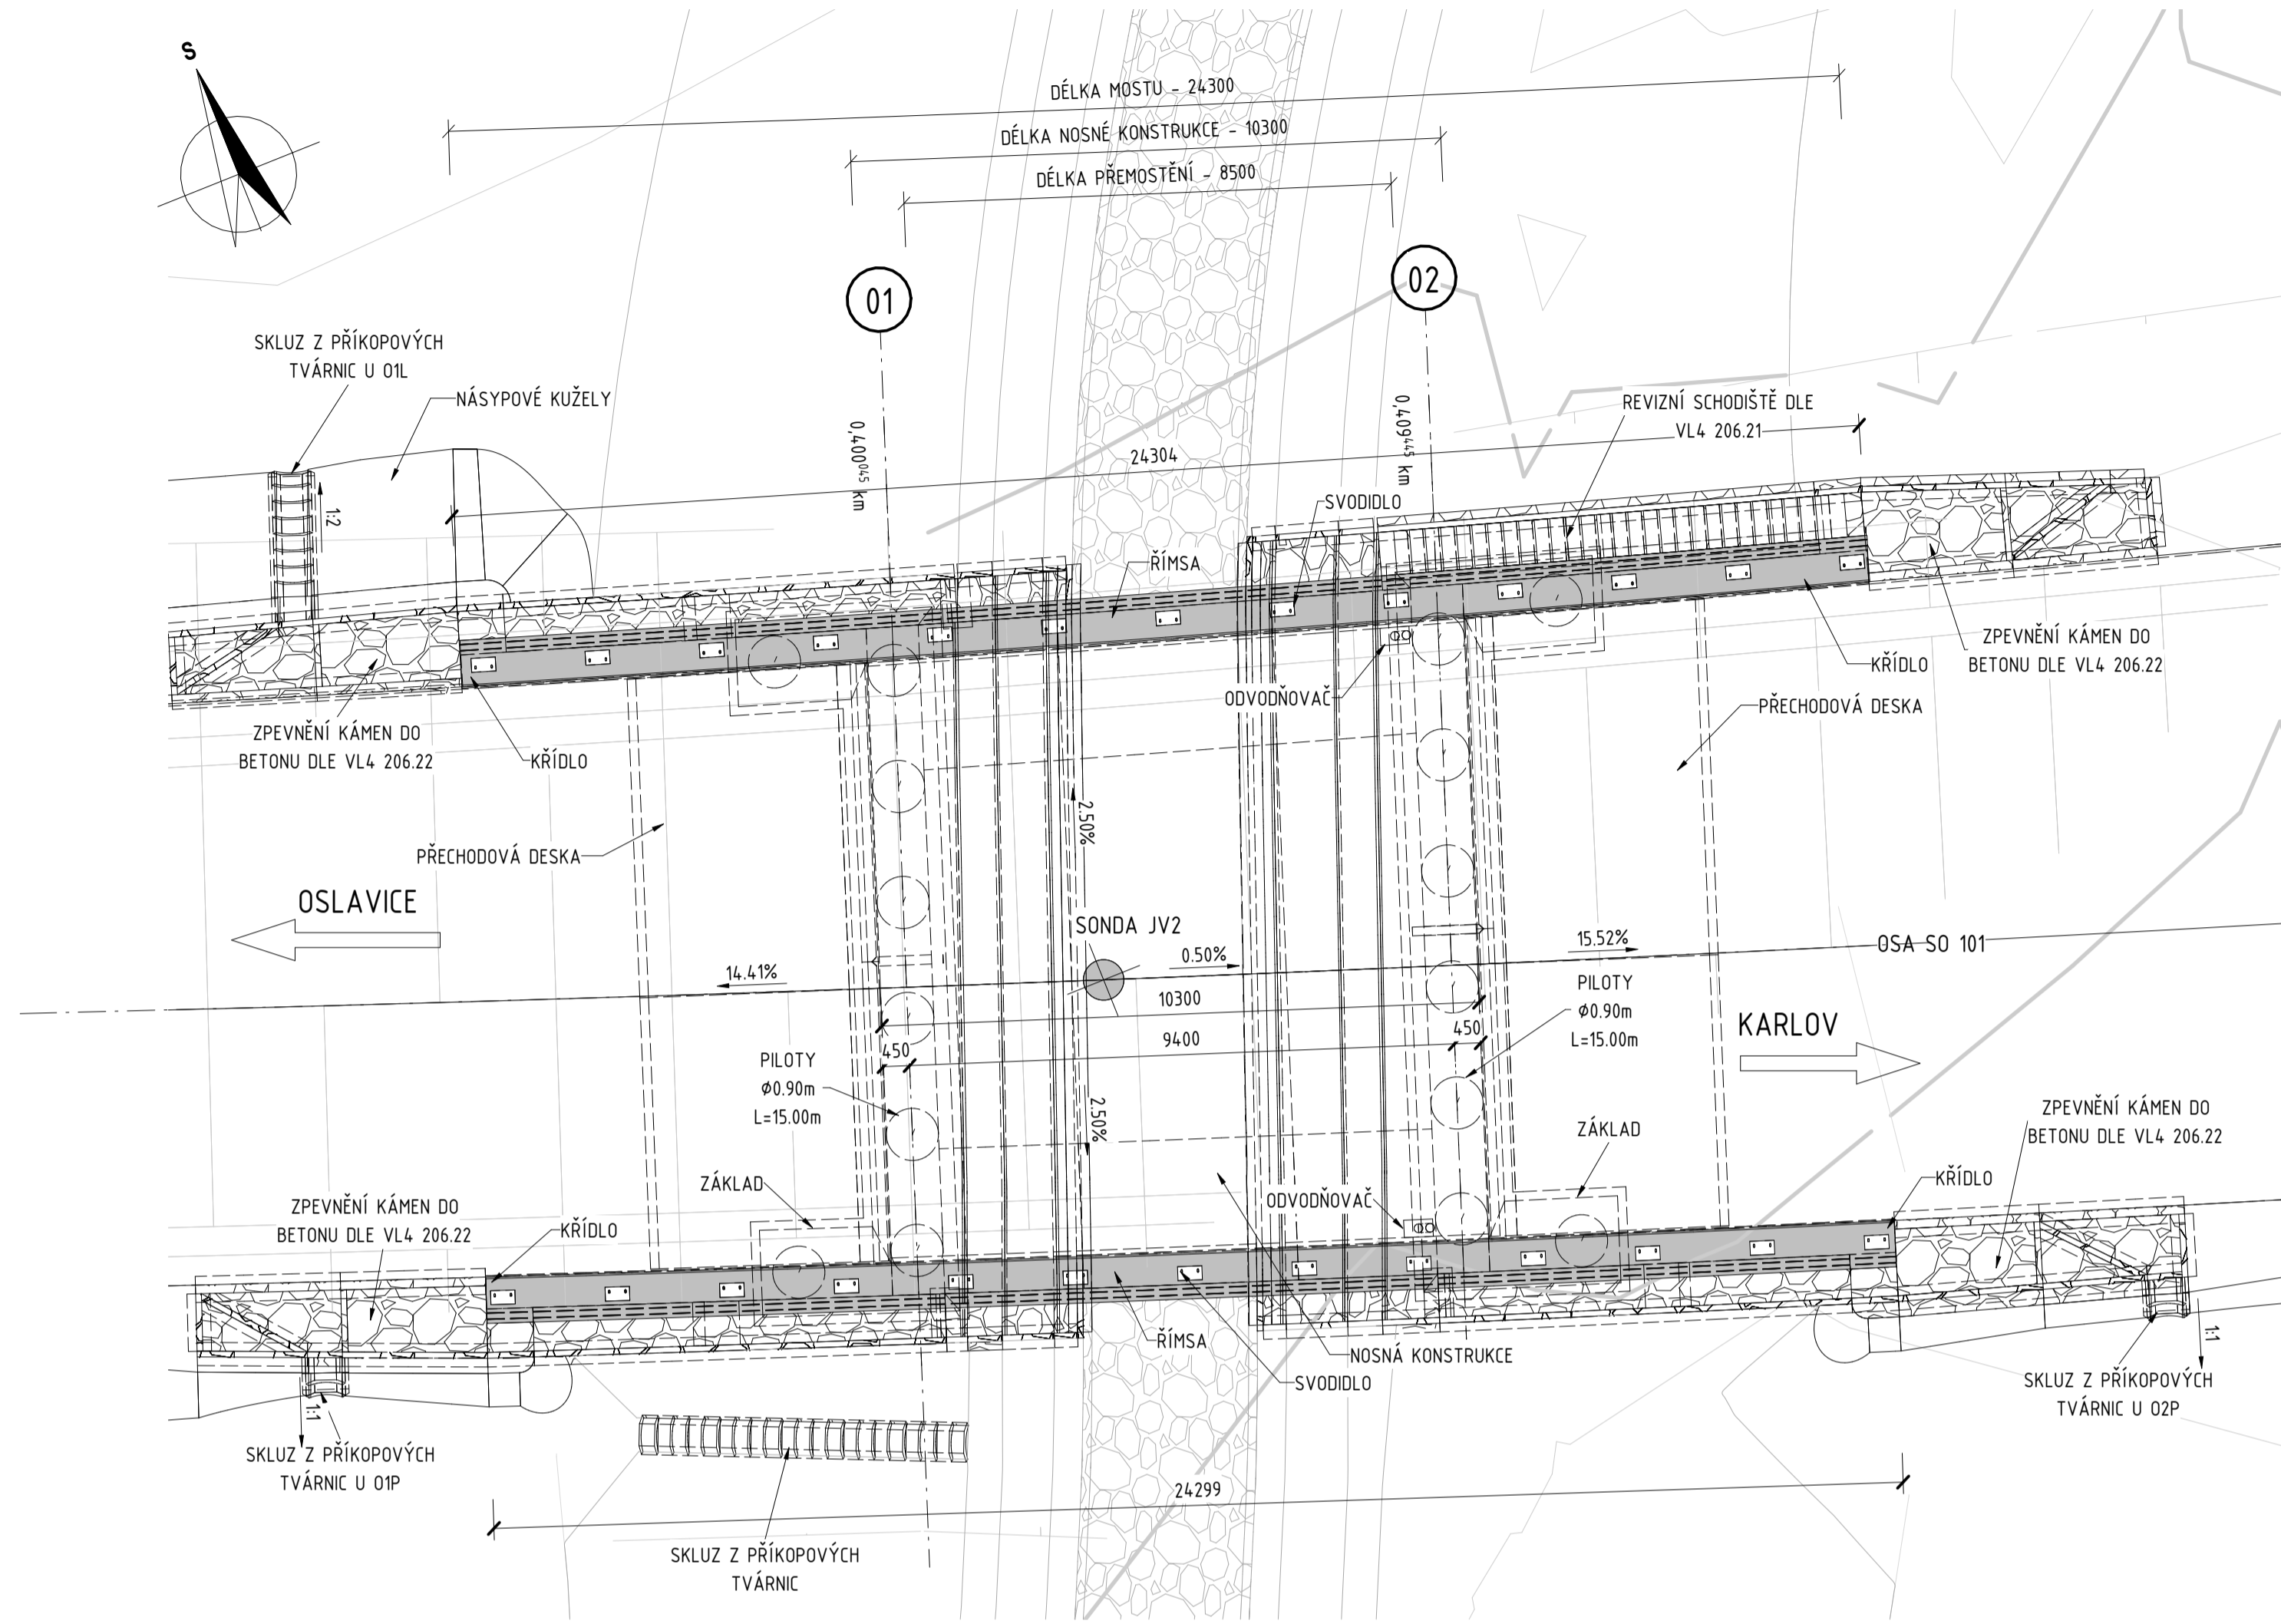 S
DÉLKA MOSTU - 24300
DÉLKA NOSNÉ KONSTRUKCE - 10300
DÉLKA PŘEMOSTĚNÍ - 8500
01
02
SKLUZ Z PŘÍKOPOVÝCH
TVÁRNIC U 01L
NÁSYPOVÉ KUŽELY
1:2
0,400⁰⁴⁵ km
0,409⁴⁴⁵ km
REVIZNÍ SCHODIŠTĚ DLE
VL4 206.21
24304
SVODIDLO
ŘÍMSA
ZPEVNĚNÍ KÁMEN DO
BETONU DLE VL4 206.22
KŘÍDLO
ODVODŇOVAČ
PŘECHODOVÁ DESKA
ZPEVNĚNÍ KÁMEN DO
BETONU DLE VL4 206.22
KŘÍDLO
2.50%
PŘECHODOVÁ DESKA
OSLAVICE
SONDA JV2
14.41%
0.50%
15.52%
OSA SO 101
10300
PILOTY
Ø0.90m
L=15.00m
KARLOV
450
9400
450
PILOTY
Ø0.90m
L=15.00m
2.50%
ZÁKLAD
ZPEVNĚNÍ KÁMEN DO
BETONU DLE VL4 206.22
ZÁKLAD
ODVODŇOVAČ
KŘÍDLO
ZPEVNĚNÍ KÁMEN DO
BETONU DLE VL4 206.22
KŘÍDLO
ŘÍMSA
NOSNÁ KONSTRUKCE
SVODIDLO
1:1
SKLUZ Z PŘÍKOPOVÝCH
TVÁRNIC U 02P
1:1
SKLUZ Z PŘÍKOPOVÝCH
TVÁRNIC U 01P
24299
SKLUZ Z PŘÍKOPOVÝCH
TVÁRNIC